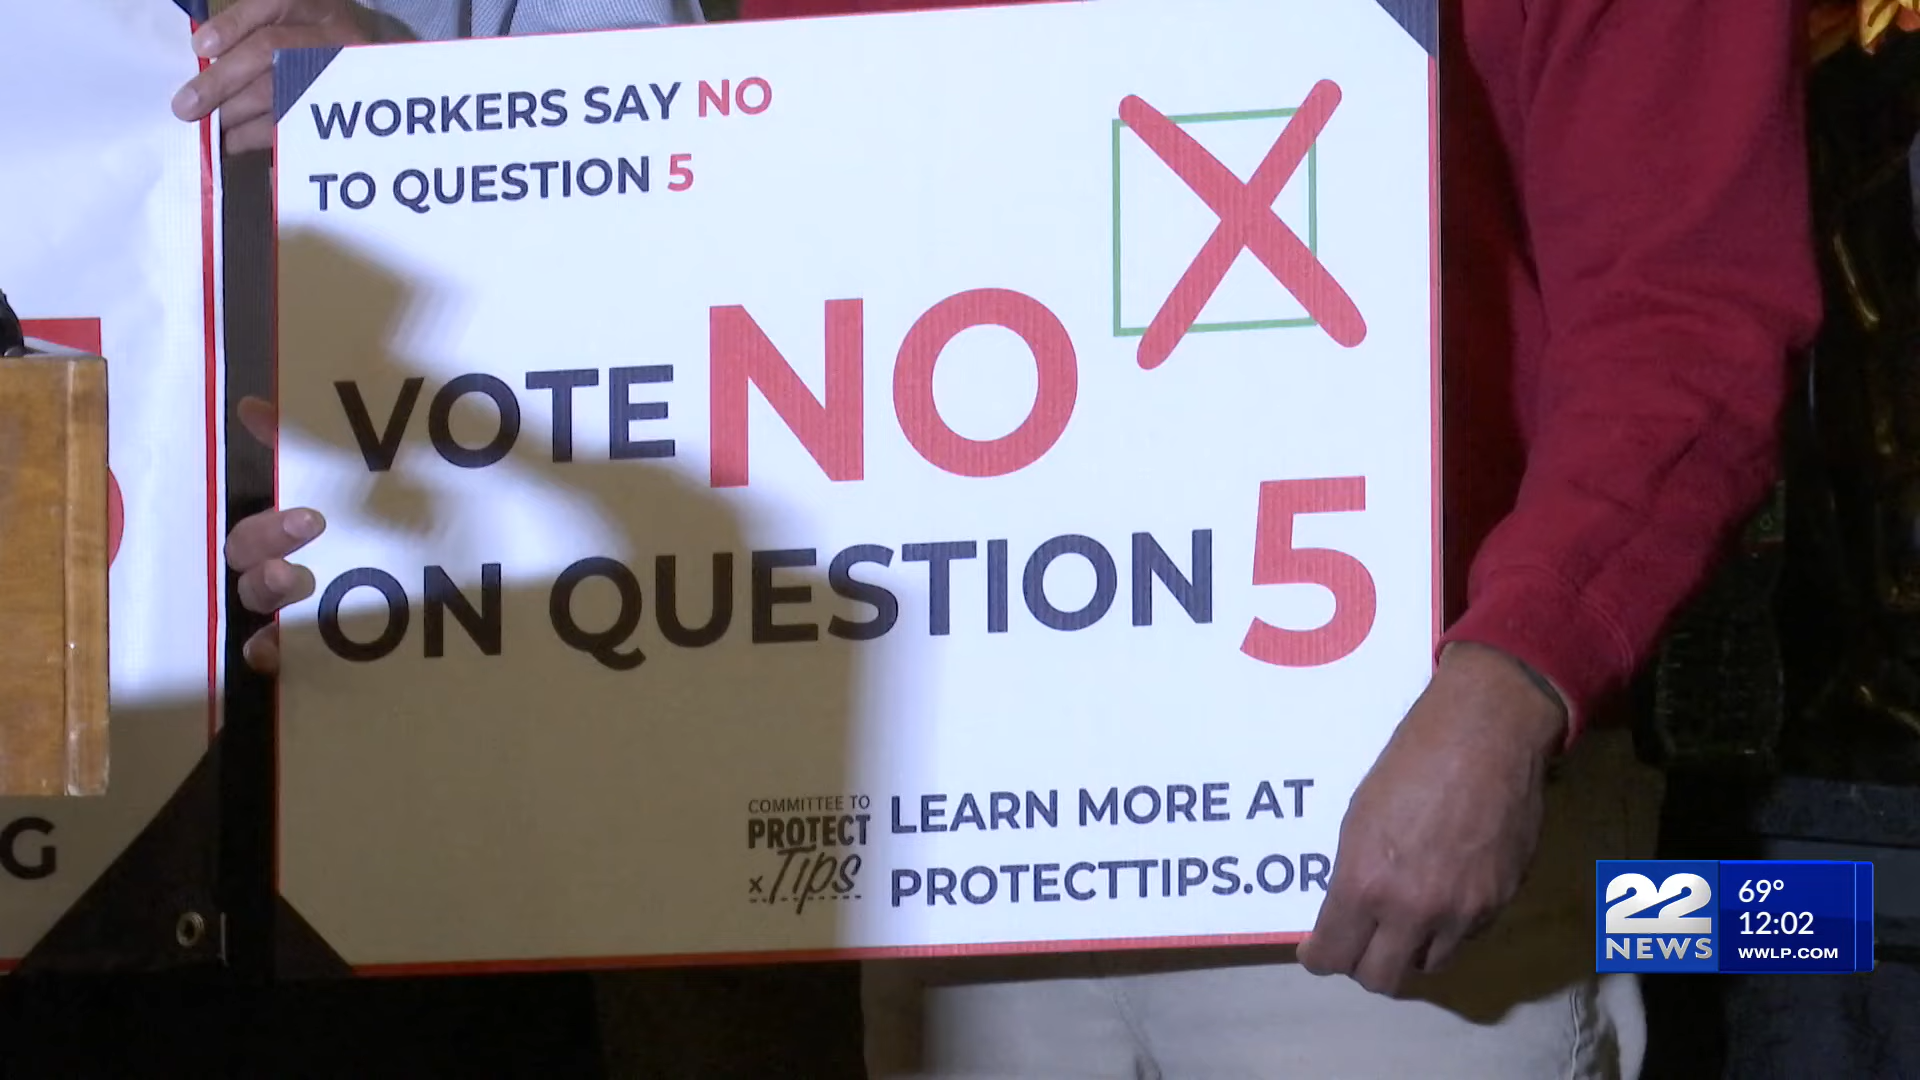 WORKERS SAY NO
TO QUESTION 5
VOTE NO
ON QUESTION 5
COMMITTEE TO
PROTECT
Tips
LEARN MORE AT
PROTECTTIPS.OR
G
22
NEWS
69°
12:02
WWLP.COM